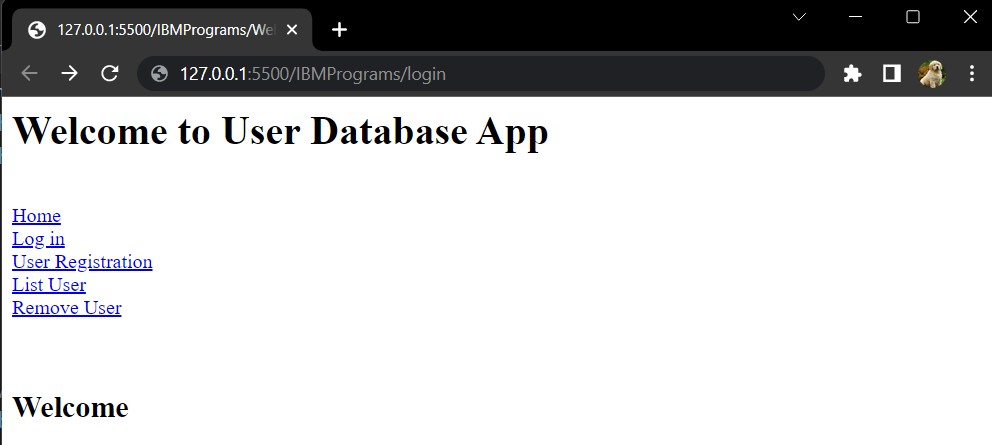 127.0.0.1:5500/IBMPrograms/We
127.0.0.1:5500/IBMPrograms/login
Welcome to User Database App
Home
Log in
User Registration
List User
Remove User
Welcome